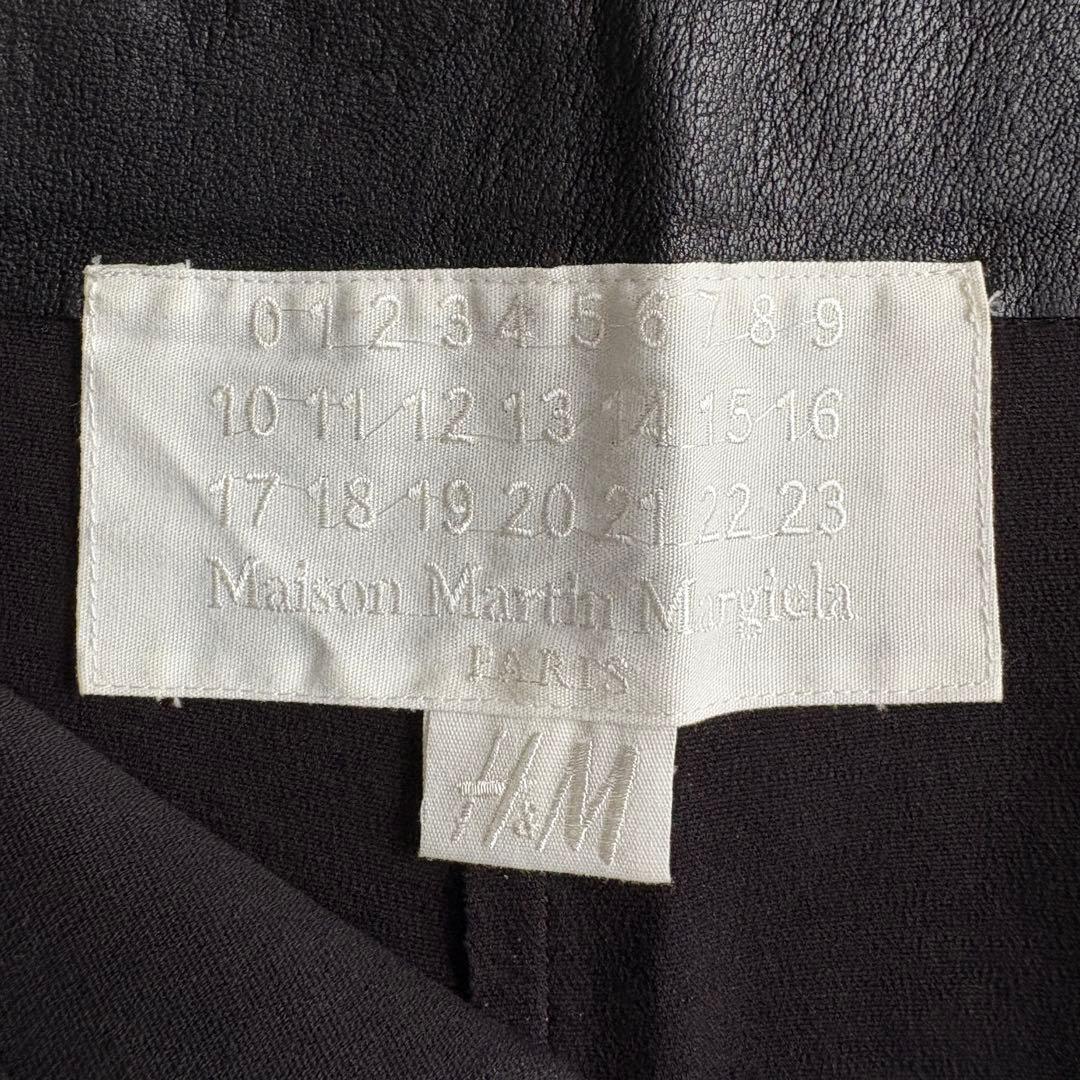 0 1 2 3 4 5 6 7 8 9
10 11 12 13 14 15 16
17 18 19 20 21 22 23
Maison Martin Margiela
PARIS
H&M